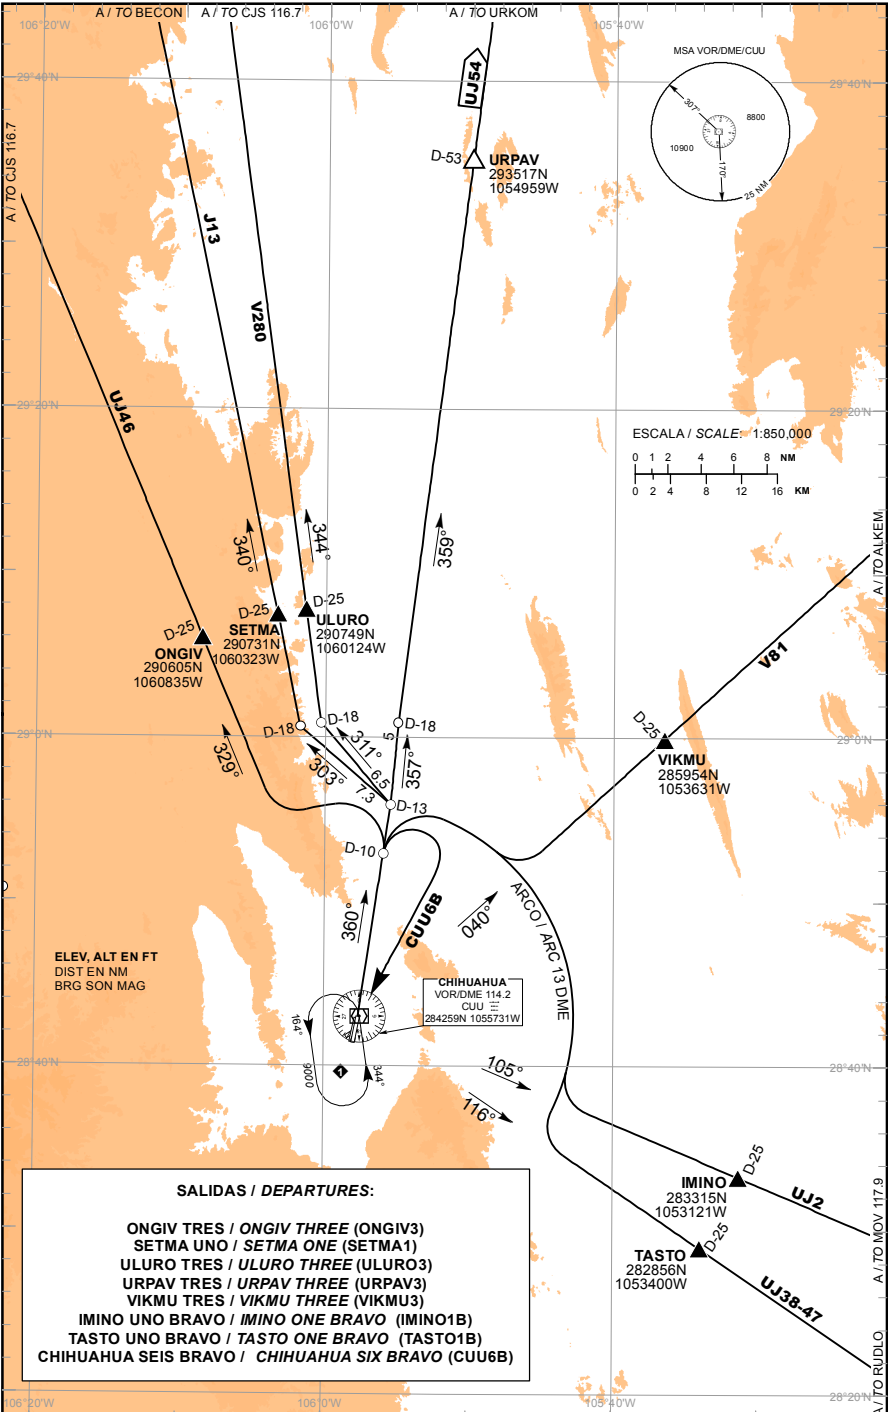 106°20'W
A / TO BECON
A / TO CJS 116.7
106°0'W
A / TO URKOM
105°40'W
29°40'N
29°40'N
MSA VOR/DME/CUU
307°
8800
10900
170°
25 NM
A / TO CJS 116.7
UJ54
D-53
URPAV
293517N
1054959W
J13
V280
UJ46
29°20'N
29°20'N
ESCALA / SCALE: 1:850,000
0 1 2 4 6 8 NM
0 2 4 8 12 16 KM
340°
344°
359°
A / TO ALKEM
D-25
ONGIV
290605N
1060835W
D-25
SETMA
290731N
1060323W
D-25
ULURO
290749N
1060124W
V81
D-18
D-18
D-18
29°0'N
29°0'N
D-25
VIKMU
285954N
1053631W
329°
303°
7.3
311°
6.5
357°
5
D-13
D-10
360°
CUU6B
040°
ARCO / ARC 13 DME
ELEV, ALT EN FT
DIST EN NM
BRG SON MAG
CHIHUAHUA
VOR/DME 114.2
CUU
284259N 1055731W
164°
9000
344°
1
28°40'N
28°40'N
105°
116°
D-25
IMINO
283315N
1053121W
UJ2
A / TO MOV 117.9
D-25
TASTO
282856N
1053400W
UJ38-47
A / TO RUDLO
SALIDAS / DEPARTURES:
ONGIV TRES / ONGIV THREE (ONGIV3)
SETMA UNO / SETMA ONE (SETMA1)
ULURO TRES / ULURO THREE (ULURO3)
URPAV TRES / URPAV THREE (URPAV3)
VIKMU TRES / VIKMU THREE (VIKMU3)
IMINO UNO BRAVO / IMINO ONE BRAVO (IMINO1B)
TASTO UNO BRAVO / TASTO ONE BRAVO (TASTO1B)
CHIHUAHUA SEIS BRAVO / CHIHUAHUA SIX BRAVO (CUU6B)
28°20'N
106°20'W
106°0'W
105°40'W